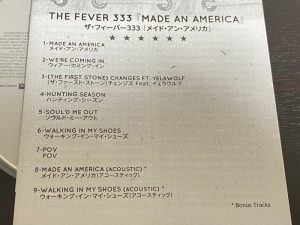 THE FEVER 333 『MADE AN AMERICA』
ザ・フィーバー333 『メイド・アン・アメリカ』
★ ★ ★ ★ ★ ★
1-MADE AN AMERICA
メイド・アン・アメリカ
2-WE'RE COMING IN
ウィアー・カミング・イン
3-(THE FIRST STONE) CHANGES FT. YELAWOLF
(ザ・ファースト・ストーン)チェンジズ Feat. イェラウルフ
4-HUNTING SEASON
ハンティング・シーズン
5-SOUL'D ME OUT
ソウルド・ミー・アウト
6-WALKING IN MY SHOES
ウォーキング・イン・マイ・シューズ
7-POV
POV
8-MADE AN AMERICA (ACOUSTIC) *
メイド・アン・アメリカ(アコースティック)
9-WALKING IN MY SHOES (ACOUSTIC) *
ウォーキング・イン・マイ・シューズ(アコースティック)
* Bonus Tracks